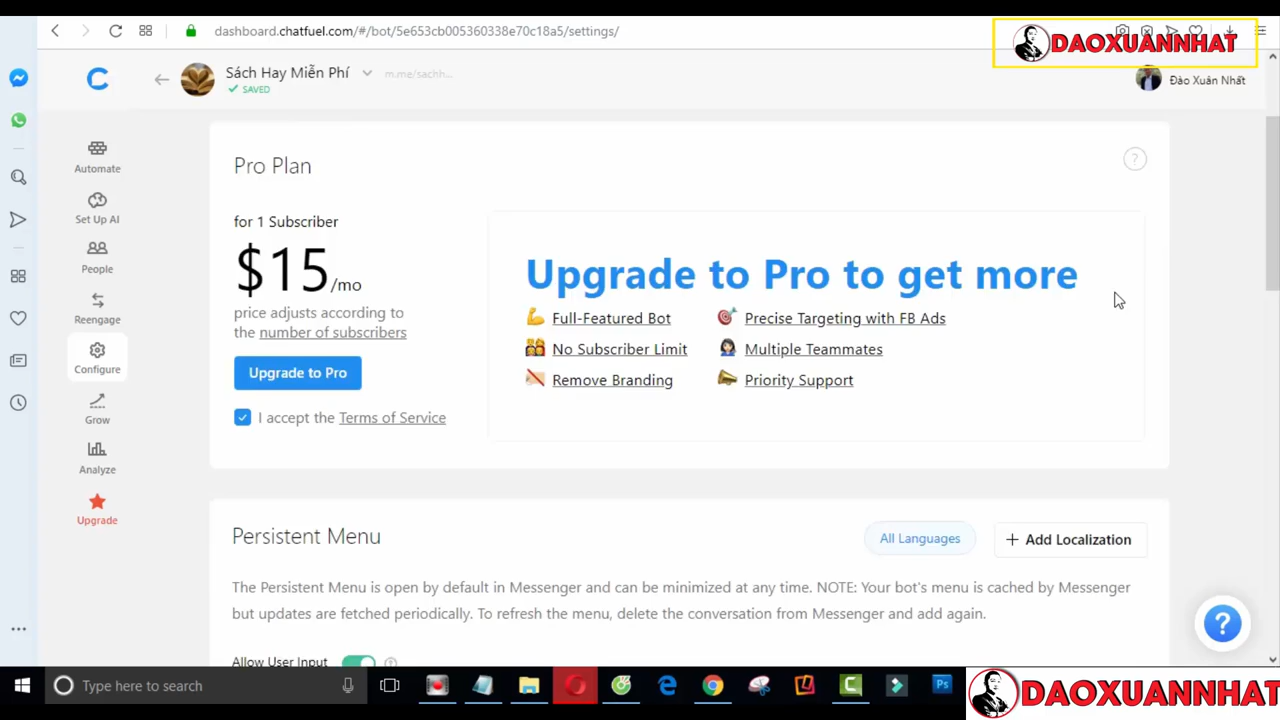 dashboard.chatfuel.com/#/bot/5e653cb005360338e70c18a5/settings/
DAOXUANNHAT
Sách Hay Miễn Phí
m.me/sachh...
SAVED
Đào Xuân Nhất
Automate
Set Up AI
People
Reengage
Configure
Grow
Analyze
Upgrade
Pro Plan
?
for 1 Subscriber
$15/mo
price adjusts according to
the number of subscribers
Upgrade to Pro
I accept the Terms of Service
Upgrade to Pro to get more
Full-Featured Bot
Precise Targeting with FB Ads
No Subscriber Limit
Multiple Teammates
Remove Branding
Priority Support
Persistent Menu
All Languages
+ Add Localization
The Persistent Menu is open by default in Messenger and can be minimized at any time. NOTE: Your bot's menu is cached by Messenger
but updates are fetched periodically. To refresh the menu, delete the conversation from Messenger and add again.
Allow User Input
?
Type here to search
Ps
DAOXUANNHAT